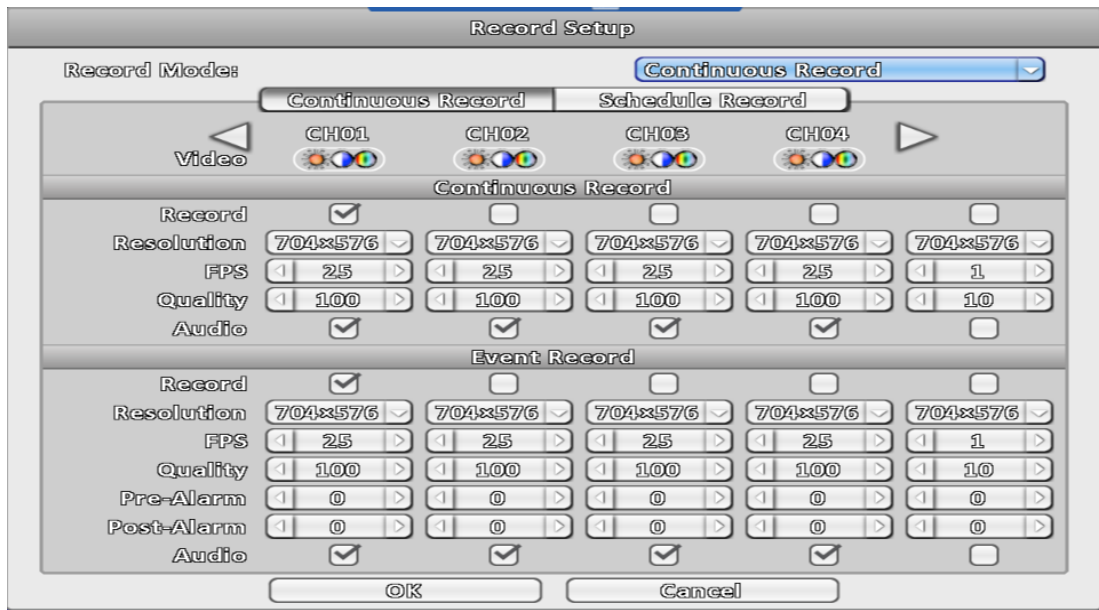 Record Setup
Record Mode: Continuous Record
Continuous Record Schedule Record
CH01 CH02 CH03 CH04
Video
Continuous Record
Record
Resolution 704x576 704x576 704x576 704x576 704x576
FPS 25 25 25 25 1
Quality 100 100 100 100 10
Audio
Event Record
Record
Resolution 704x576 704x576 704x576 704x576 704x576
FPS 25 25 25 25 1
Quality 100 100 100 100 10
Pre-Alarm 0 0 0 0 0
Post-Alarm 0 0 0 0 0
Audio
OK Cancel